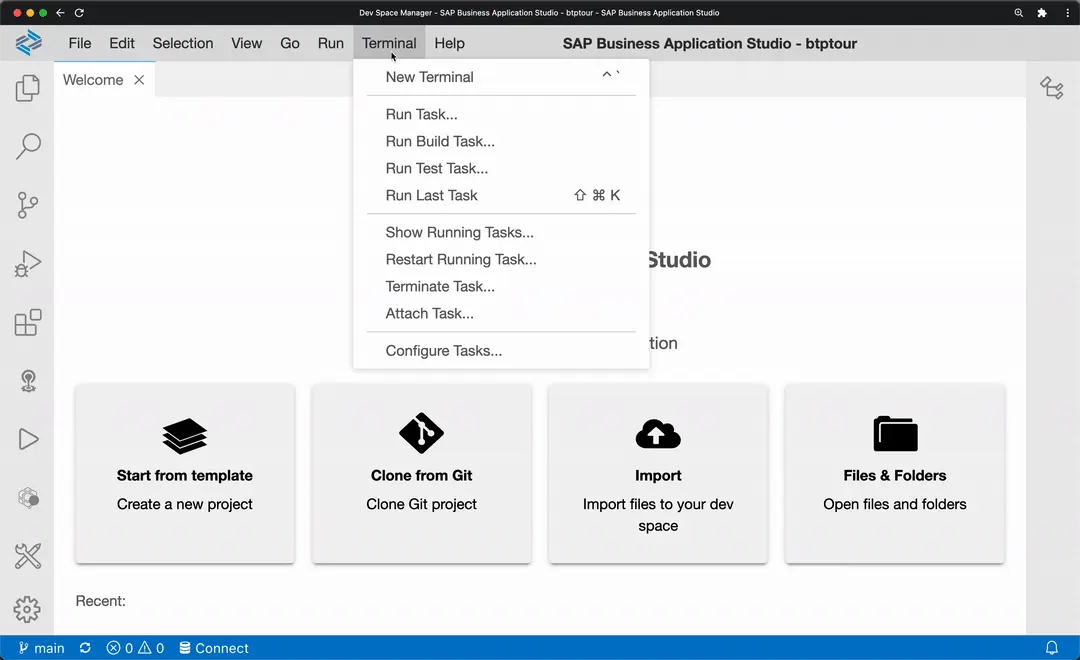 Dev Space Manager - SAP Business Application Studio - btptour - SAP Business Application Studio
File Edit Selection View Go Run Terminal Help SAP Business Application Studio - btptour
Welcome
New Terminal ^ `
Run Task...
Run Build Task...
Run Test Task...
Run Last Task ⇧ ⌘ K
Show Running Tasks...
Restart Running Task...
Terminate Task...
Attach Task...
Configure Tasks...
Studio
tion
Start from template
Create a new project
Clone from Git
Clone Git project
Import
Import files to your dev
space
Files & Folders
Open files and folders
Recent:
main 0 0 Connect